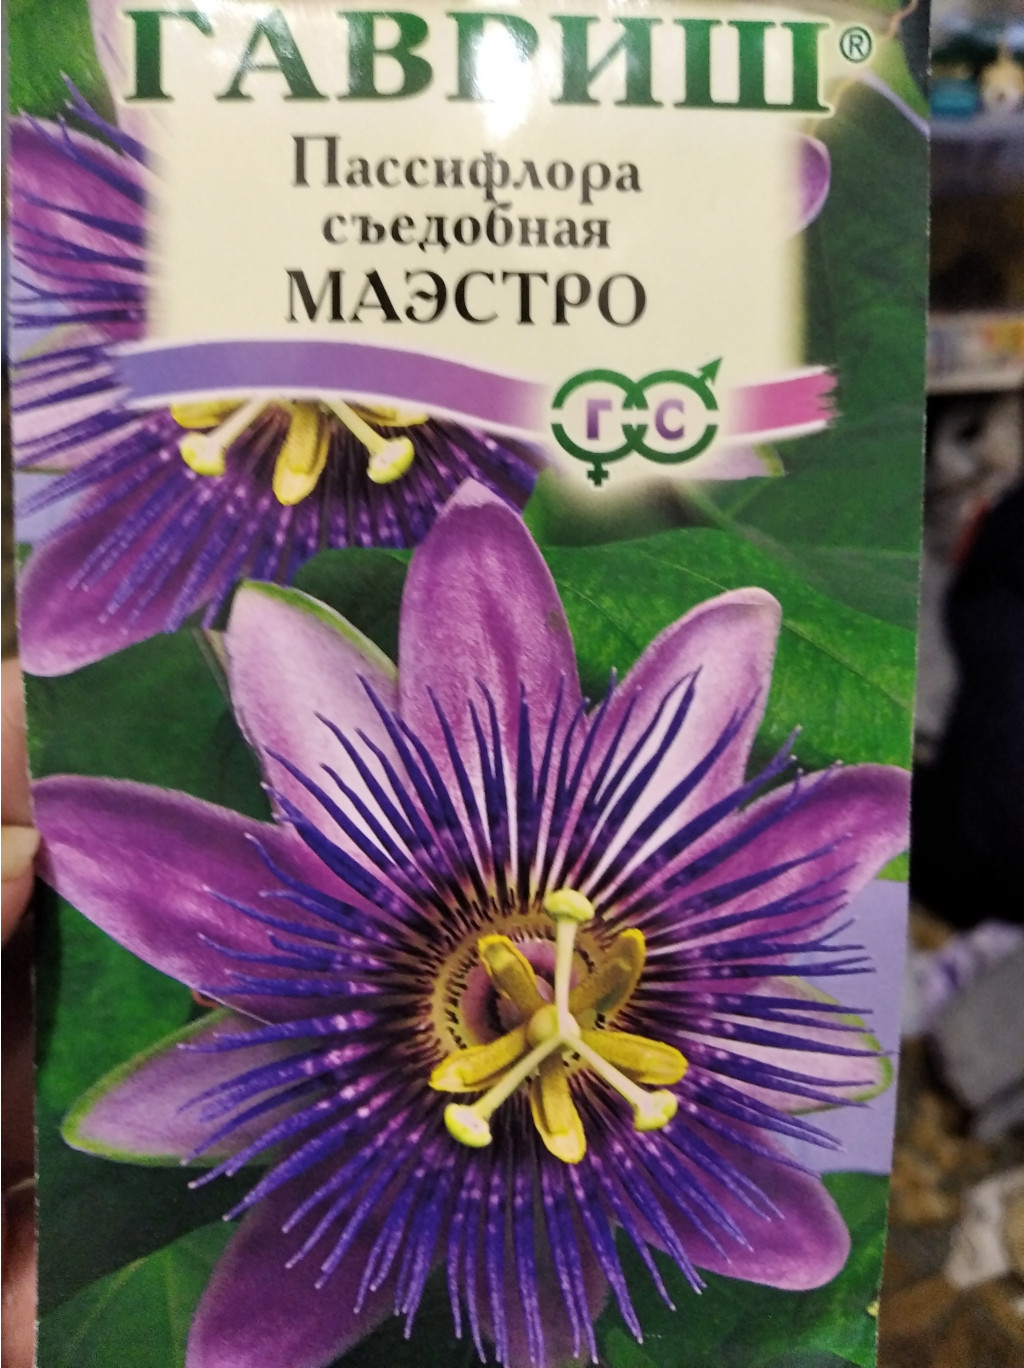 ГАВРИШ®
Пассифлора
съедобная
МАЭСТРО
Г С